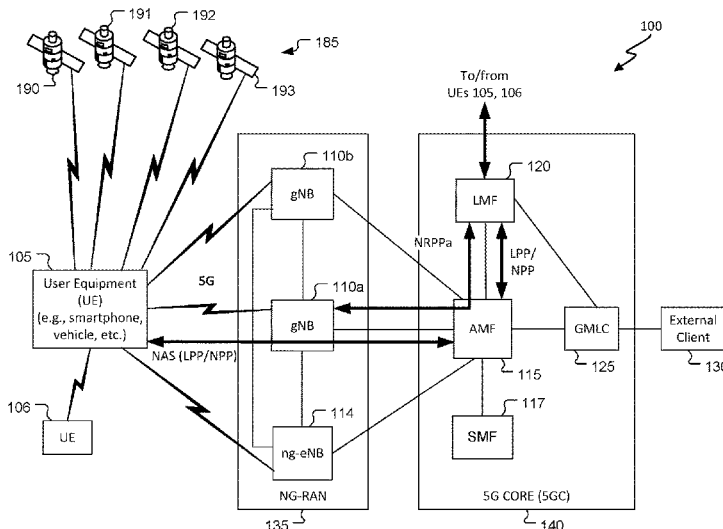 191
192
185
100
190
193
To/from
UEs 105, 106
110b
gNB
120
LMF
NRPPa
LPP/
NPP
105
User Equipment
(UE)
(e.g., smartphone,
vehicle, etc.)
5G
110a
gNB
AMF
GMLC
External
Client
NAS (LPP/NPP)
115
125
130
106
UE
114
ng-eNB
117
SMF
NG-RAN
5G CORE (5GC)
135
140